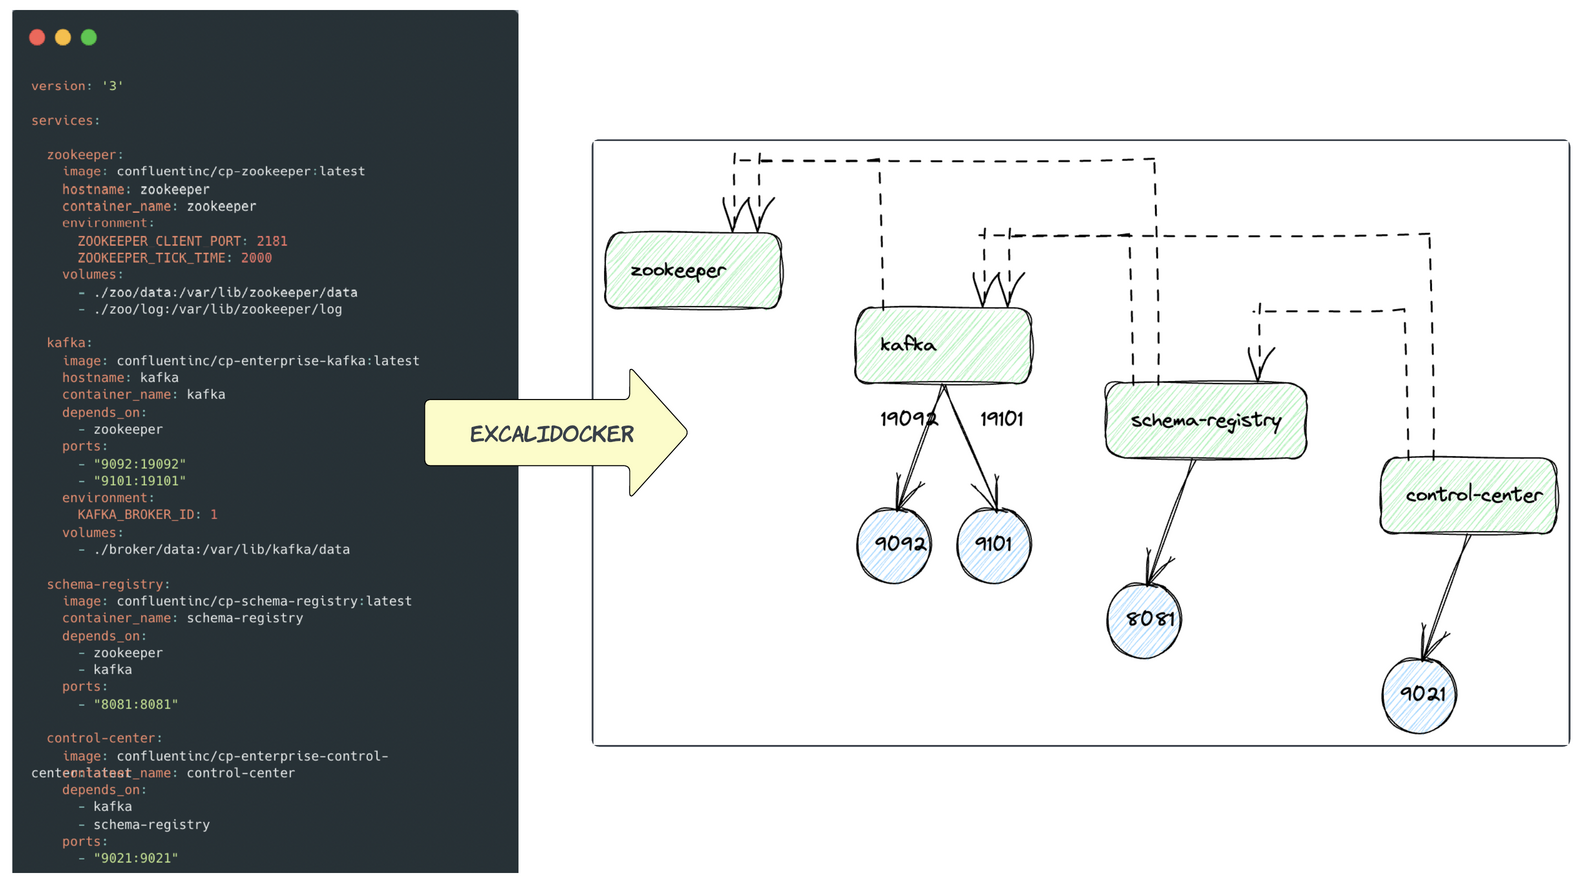 version: '3'
services:
zookeeper:
image: confluentinc/cp-zookeeper:latest
hostname: zookeeper
container_name: zookeeper
environment:
ZOOKEEPER_CLIENT_PORT: 2181
ZOOKEEPER_TICK_TIME: 2000
volumes:
- ./zoo/data:/var/lib/zookeeper/data
- ./zoo/log:/var/lib/zookeeper/log
kafka:
image: confluentinc/cp-enterprise-kafka:latest
hostname: kafka
container_name: kafka
depends_on:
- zookeeper
ports:
- "9092:19092"
- "9101:19101"
environment:
KAFKA_BROKER_ID: 1
volumes:
- ./broker/data:/var/lib/kafka/data
schema-registry:
image: confluentinc/cp-schema-registry:latest
container_name: schema-registry
depends_on:
- zookeeper
- kafka
ports:
- "8081:8081"
control-center:
image: confluentinc/cp-enterprise-control-
center:latest
container_name: control-center
depends_on:
- kafka
- schema-registry
ports:
- "9021:9021"
EXCALIDOCKER
zookeeper
kafka
19092 19101
schema-registry
control-center
9092 9101
8081
9021